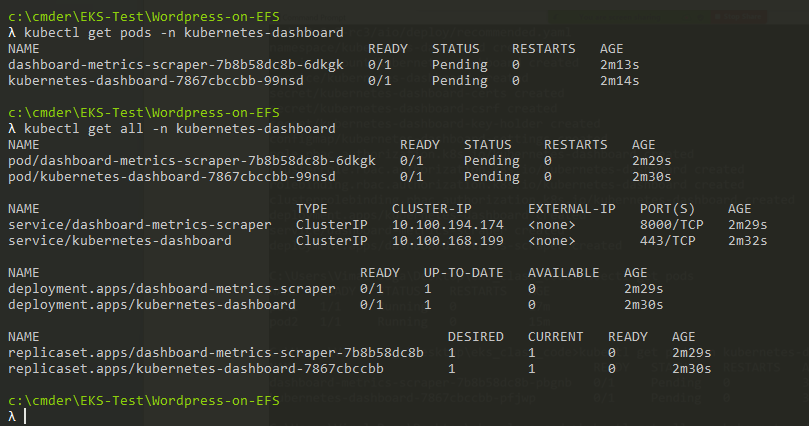 c:\cmder\EKS-Test\Wordpress-on-EFS
λ kubectl get pods -n kubernetes-dashboard
NAME READY STATUS RESTARTS AGE
dashboard-metrics-scraper-7b8b58dc8b-6dkgk 0/1 Pending 0 2m13s
kubernetes-dashboard-7867cbccbb-99nsd 0/1 Pending 0 2m14s
c:\cmder\EKS-Test\Wordpress-on-EFS
λ kubectl get all -n kubernetes-dashboard
NAME READY STATUS RESTARTS AGE
pod/dashboard-metrics-scraper-7b8b58dc8b-6dkgk 0/1 Pending 0 2m29s
pod/kubernetes-dashboard-7867cbccbb-99nsd 0/1 Pending 0 2m30s
NAME TYPE CLUSTER-IP EXTERNAL-IP PORT(S) AGE
service/dashboard-metrics-scraper ClusterIP 10.100.194.174 <none> 8000/TCP 2m29s
service/kubernetes-dashboard ClusterIP 10.100.168.199 <none> 443/TCP 2m32s
NAME READY UP-TO-DATE AVAILABLE AGE
deployment.apps/dashboard-metrics-scraper 0/1 1 0 2m29s
deployment.apps/kubernetes-dashboard 0/1 1 0 2m30s
NAME DESIRED CURRENT READY AGE
replicaset.apps/dashboard-metrics-scraper-7b8b58dc8b 1 1 0 2m29s
replicaset.apps/kubernetes-dashboard-7867cbccbb 1 1 0 2m30s
c:\cmder\EKS-Test\Wordpress-on-EFS
λ